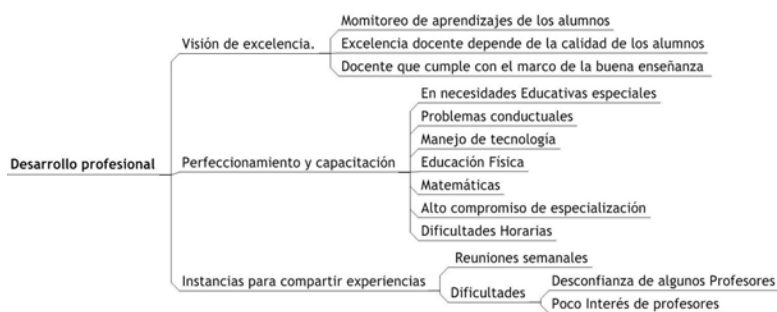 Desarrollo profesional
Visión de excelencia.
Momitoreo de aprendizajes de los alumnos
Excelencia docente depende de la calidad de los alumnos
Docente que cumple con el marco de la buena enseñanza
Perfeccionamiento y capacitación
En necesidades Educativas especiales
Problemas conductuales
Manejo de tecnología
Educación Física
Matemáticas
Alto compromiso de especialización
Dificultades Horarias
Instancias para compartir experiencias
Reuniones semanales
Dificultades
Desconfianza de algunos Profesores
Poco Interés de profesores